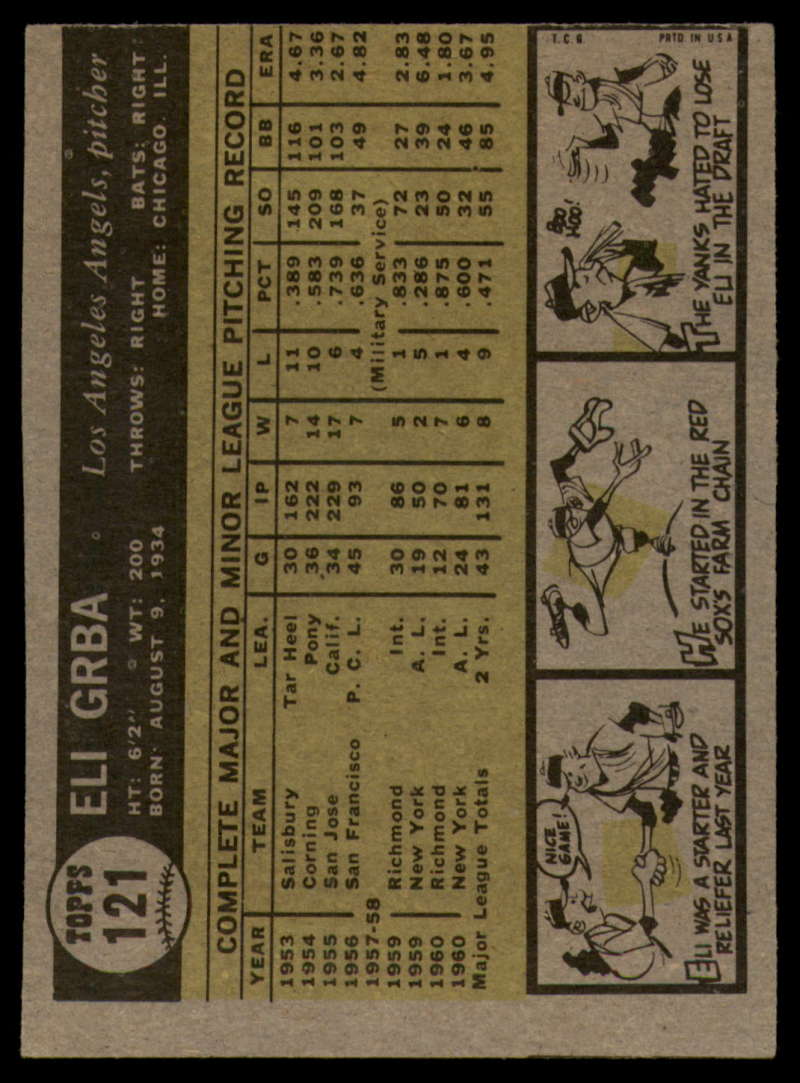 TOPPS
121
ELI GRBA • Los Angeles Angels, pitcher
HT: 6'2" • WT: 200 THROWS: RIGHT BATS: RIGHT
BORN: AUGUST 9, 1934 HOME: CHICAGO, ILL.
COMPLETE MAJOR AND MINOR LEAGUE PITCHING RECORD
YEAR TEAM LEA. G IP W L PCT SO BB ERA
1953 Salisbury Tar Heel 30 162 7 11 .389 145 116 4.67
1954 Corning Pony 36 222 14 10 .583 209 101 3.36
1955 San Jose Calif. 34 229 17 6 .739 168 103 2.67
1956 San Francisco P. C. L. 45 93 7 4 .636 37 49 4.82
1957-58 (Military Service)
1959 Richmond Int. 30 86 5 1 .833 72 27 2.83
1959 New York A. L. 19 50 2 5 .286 23 39 6.48
1960 Richmond Int. 12 70 7 1 .875 50 24 1.80
1960 New York A. L. 24 81 6 4 .600 32 46 3.67
Major League Totals 2 Yrs. 43 131 8 9 .471 55 85 4.95
NICE
GAME!
ELI WAS A STARTER AND
RELIEFER LAST YEAR
HE STARTED IN THE RED
SOX'S FARM CHAIN
BOO
HOO!
THE YANKS HATED TO LOSE
ELI IN THE DRAFT
T.C.G. PRTD IN USA